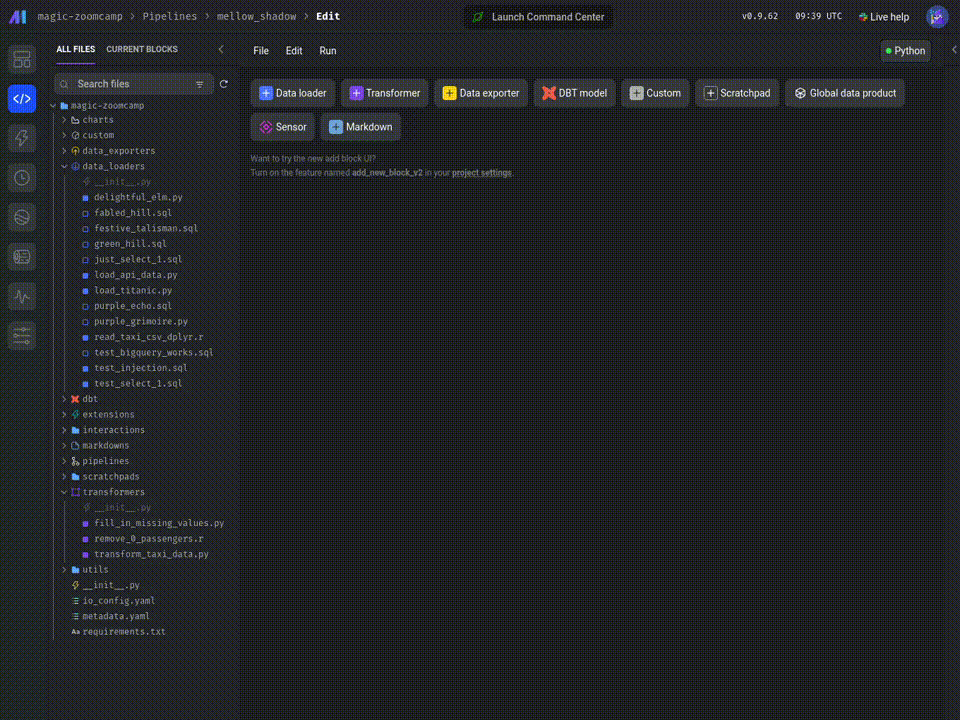 magic-zoomcamp > Pipelines > mellow_shadow > Edit
Launch Command Center
v0.9.62 09:39 UTC Live help
ALL FILES CURRENT BLOCKS
File Edit Run
Python
Search files
Data loader Transformer Data exporter DBT model Custom Scratchpad Global data product
Sensor Markdown
Want to try the new add block UI?
Turn on the feature named add_new_block_v2 in your project settings.
magic-zoomcamp
charts
custom
data_exporters
data_loaders
__init__.py
delightful_elm.py
fabled_hill.sql
festive_talisman.sql
green_hill.sql
just_select_1.sql
load_api_data.py
load_titanic.py
purple_echo.sql
purple_grimoire.py
read_taxi_csv_dplyr.r
test_bigquery_works.sql
test_injection.sql
test_select_1.sql
dbt
extensions
interactions
markdowns
pipelines
scratchpads
transformers
__init__.py
fill_in_missing_values.py
remove_0_passengers.r
transform_taxi_data.py
utils
__init__.py
io_config.yaml
metadata.yaml
Aa requirements.txt